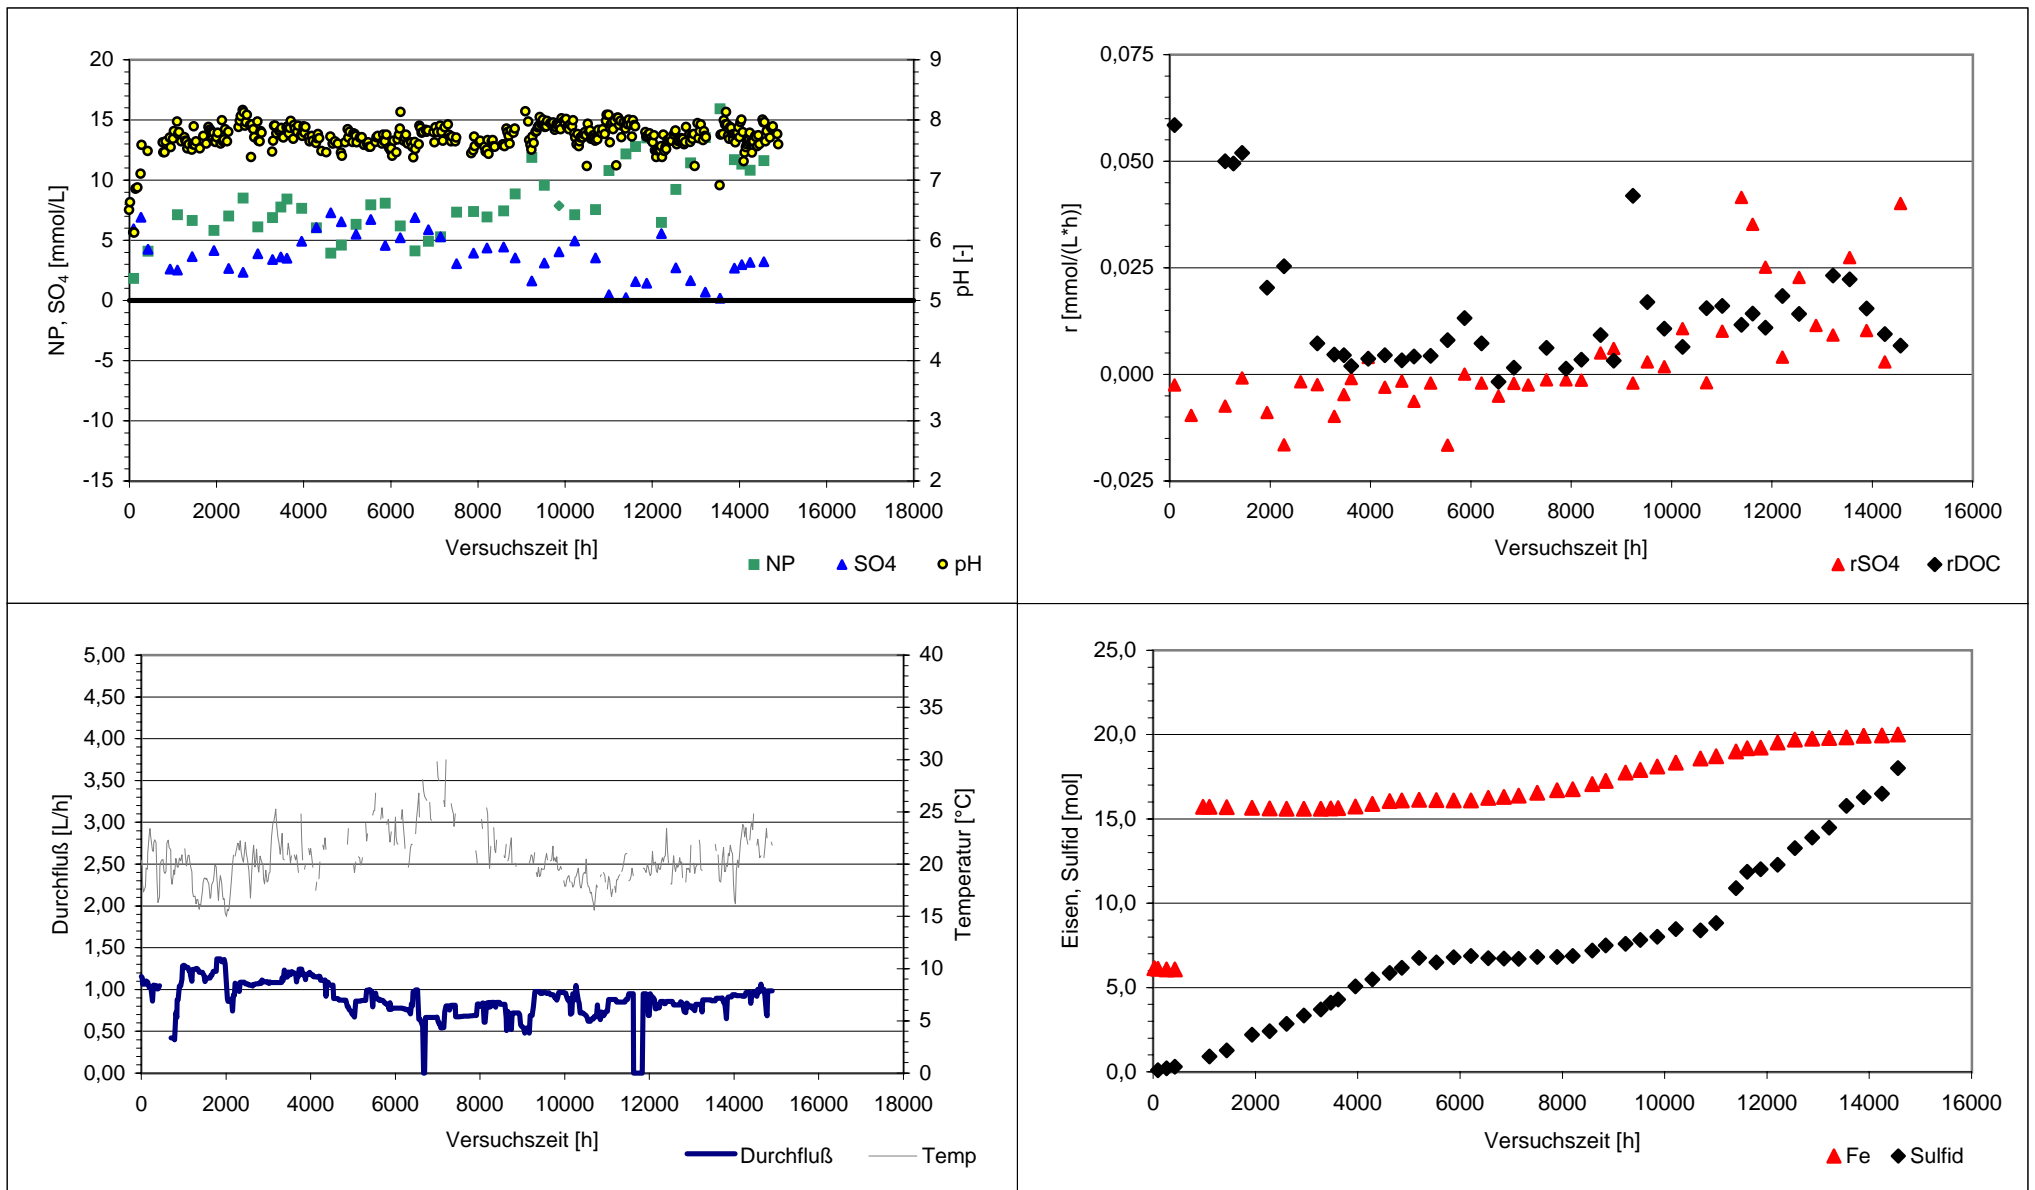 20
15
10
5
0
-5
-10
-15
9
8
7
6
5
4
3
2
0 2000 4000 6000 8000 10000 12000 14000 16000 18000
NP, SO₄ [mmol/L]
pH [-]
Versuchszeit [h]
NP SO4 pH
0,075
0,050
0,025
0,000
-0,025
0 2000 4000 6000 8000 10000 12000 14000 16000
r [mmol/(L*h)]
Versuchszeit [h]
rSO4 rDOC
5,00
4,50
4,00
3,50
3,00
2,50
2,00
1,50
1,00
0,50
0,00
40
35
30
25
20
15
10
5
0
0 2000 4000 6000 8000 10000 12000 14000 16000 18000
Durchfluß [L/h]
Temperatur [°C]
Versuchszeit [h]
Durchfluß Temp
25,0
20,0
15,0
10,0
5,0
0,0
0 2000 4000 6000 8000 10000 12000 14000 16000
Eisen, Sulfid [mol]
Versuchszeit [h]
Fe Sulfid